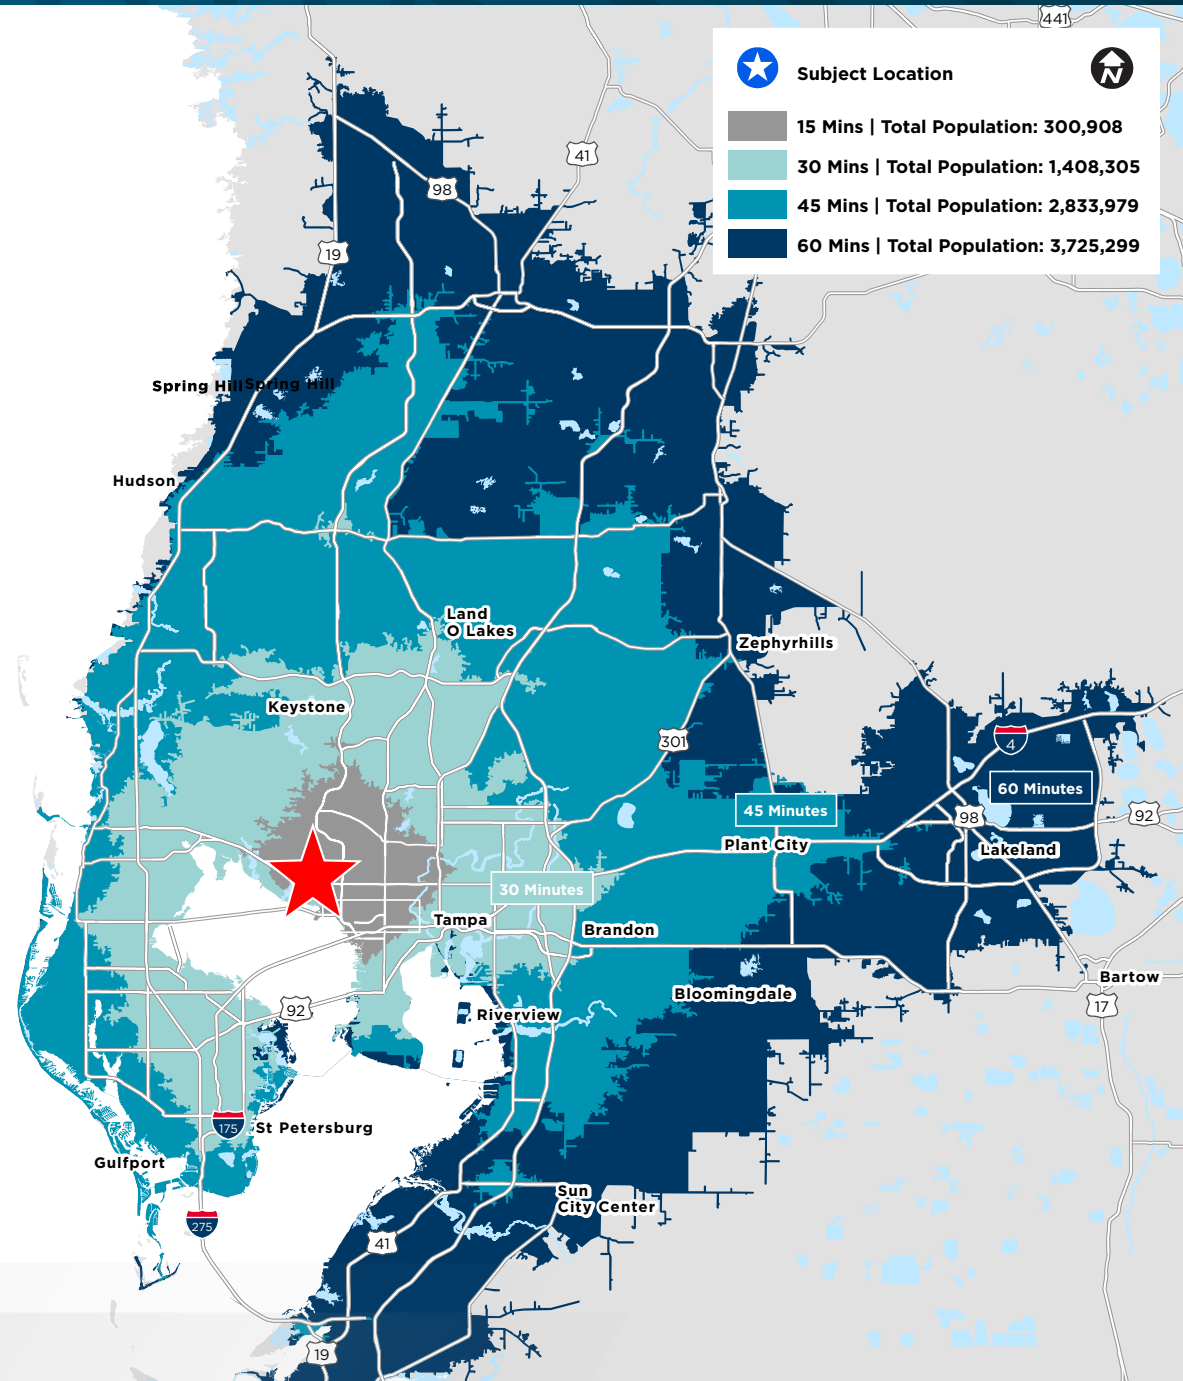 441
Subject Location
N
15 Mins | Total Population: 300,908
30 Mins | Total Population: 1,408,305
45 Mins | Total Population: 2,833,979
60 Mins | Total Population: 3,725,299
41
98
19
Spring Hill Spring Hill
Hudson
Land
O Lakes
Zephyrhills
Keystone
301
4
60 Minutes
45 Minutes
98
92
Plant City
Lakeland
30 Minutes
Tampa
Brandon
Bartow
Bloomingdale
92
Riverview
17
175
St Petersburg
Gulfport
Sun
City Center
275
41
19